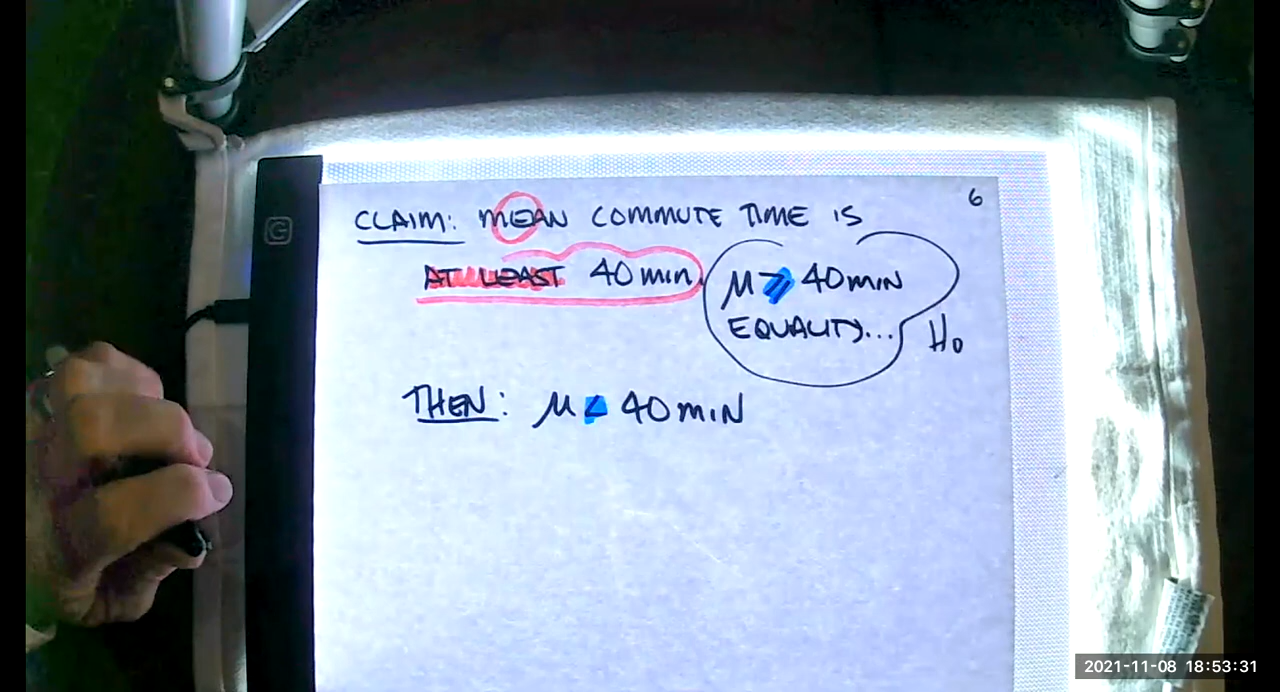 6
CLAIM: MEAN COMMUTE TIME IS
AT LEAST 40 MIN
μ ≥ 40 MIN
EQUALITY...
H0
THEN: μ < 40 MIN
2021-11-08 18:53:31